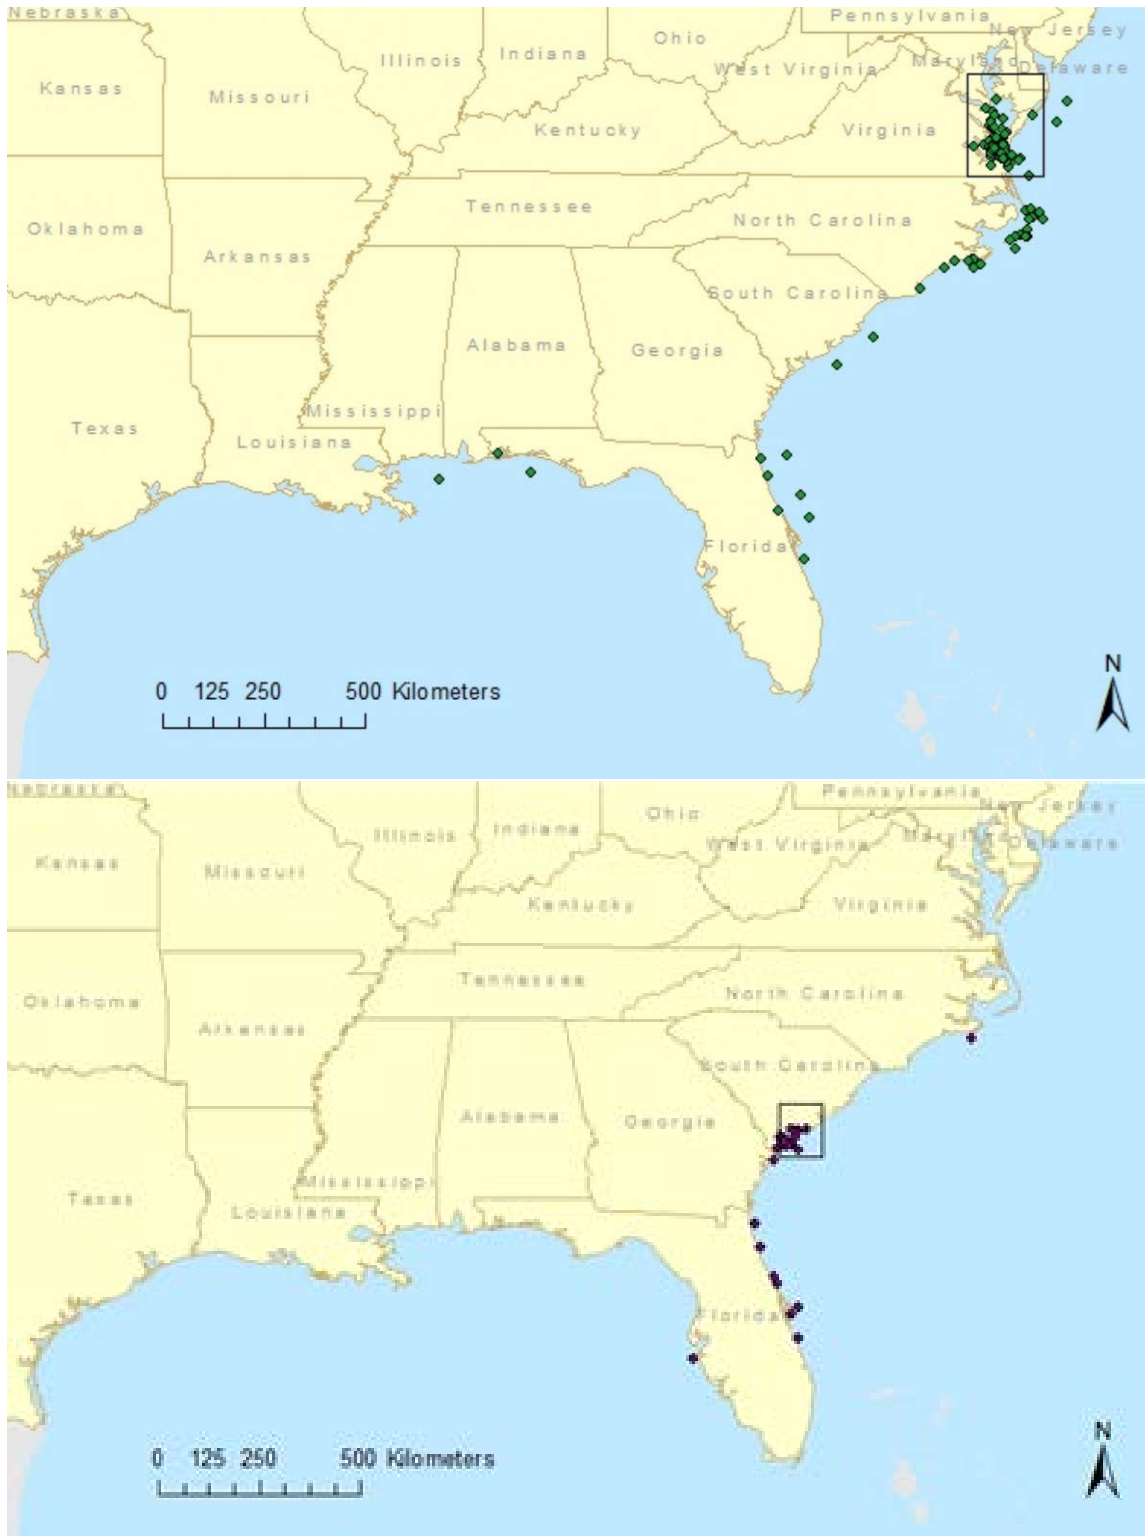 Nebraska
Pennsylvania
New Jersey
Ohio
Indiana
Illinois
Maryland
Delaware
West Virginia
Kansas
Missouri
Kentucky
Virginia
Tennessee
North Carolina
Oklahoma
Arkansas
South Carolina
Alabama
Georgia
Mississippi
Texas
Louisiana
Florida
N
0 125 250 500 Kilometers
Nebraska
Pennsylvania
New Jersey
Ohio
Indiana
Illinois
Maryland
Delaware
West Virginia
Kansas
Missouri
Kentucky
Virginia
Tennessee
North Carolina
Oklahoma
Arkansas
South Carolina
Alabama
Georgia
Mississippi
Texas
Louisiana
Florida
N
0 125 250 500 Kilometers